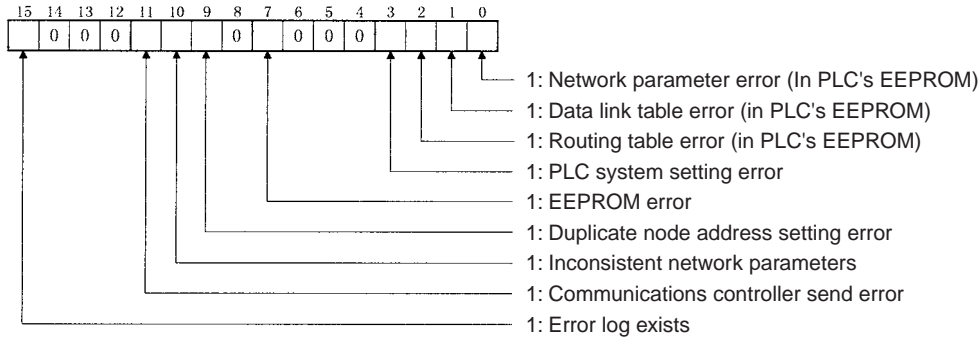 15 14 13 12 11 10 9 8 7 6 5 4 3 2 1 0
0 0 0 0 0 0 0
1: Network parameter error (In PLC's EEPROM)
1: Data link table error (in PLC's EEPROM)
1: Routing table error (in PLC's EEPROM)
1: PLC system setting error
1: EEPROM error
1: Duplicate node address setting error
1: Inconsistent network parameters
1: Communications controller send error
1: Error log exists